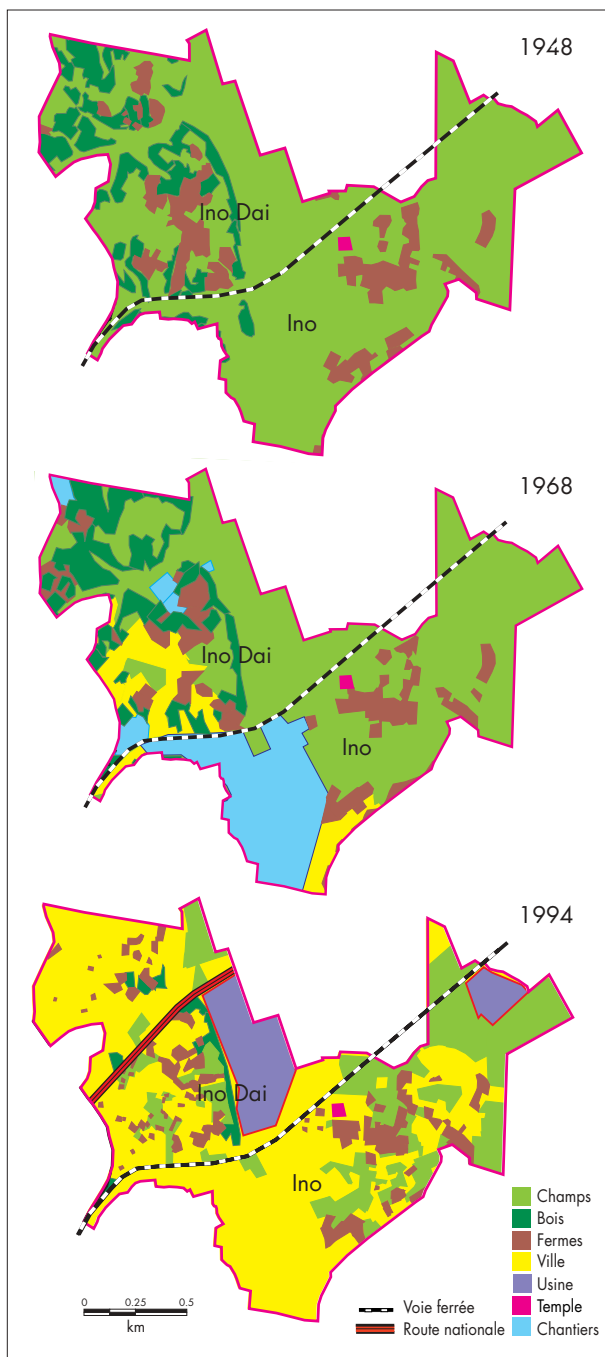 1948
Ino Dai
Ino
1968
Ino Dai
Ino
1994
Ino Dai
Ino
Champs
Bois
Fermes
Ville
Usine
Temple
Chantiers
0 0.25 0.5
km
Voie ferrée
Route nationale